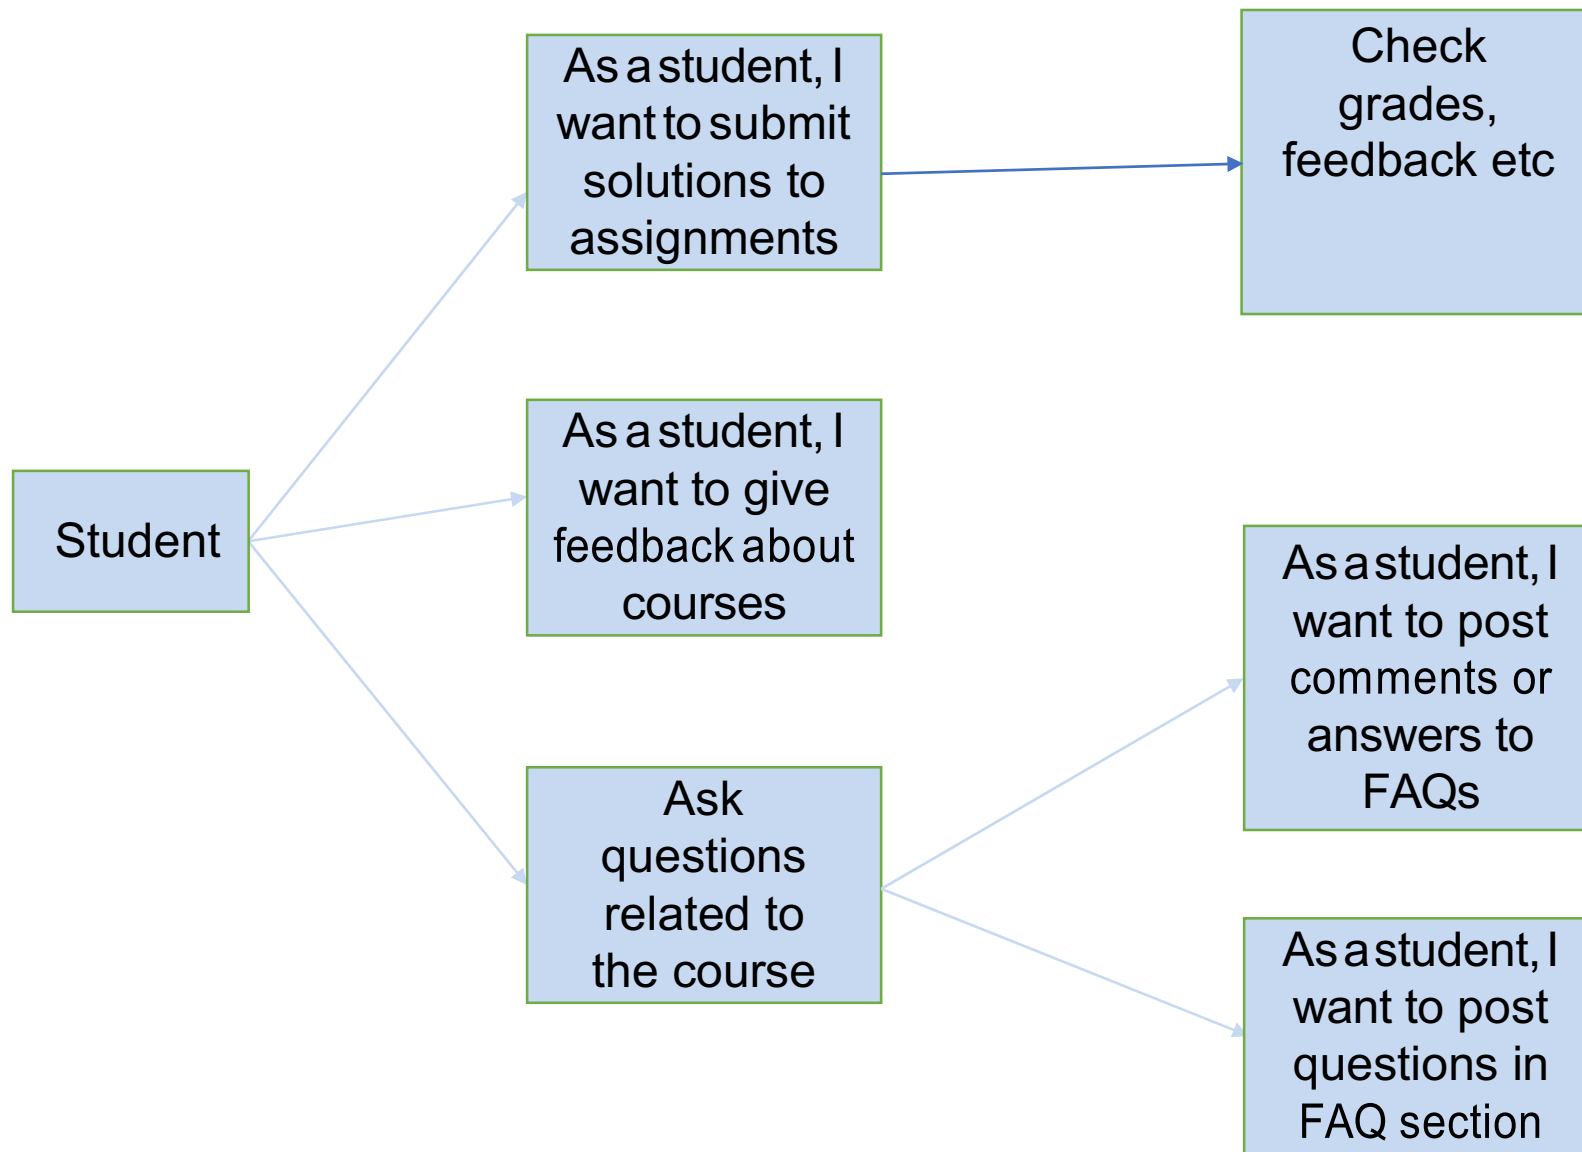 As a student, I
want to submit
solutions to
assignments
Check
grades,
feedback etc
As a student, I
want to give
feedback about
courses
Student
As a student, I
want to post
comments or
answers to
FAQs
Ask
questions
related to
the course
As a student, I
want to post
questions in
FAQ section